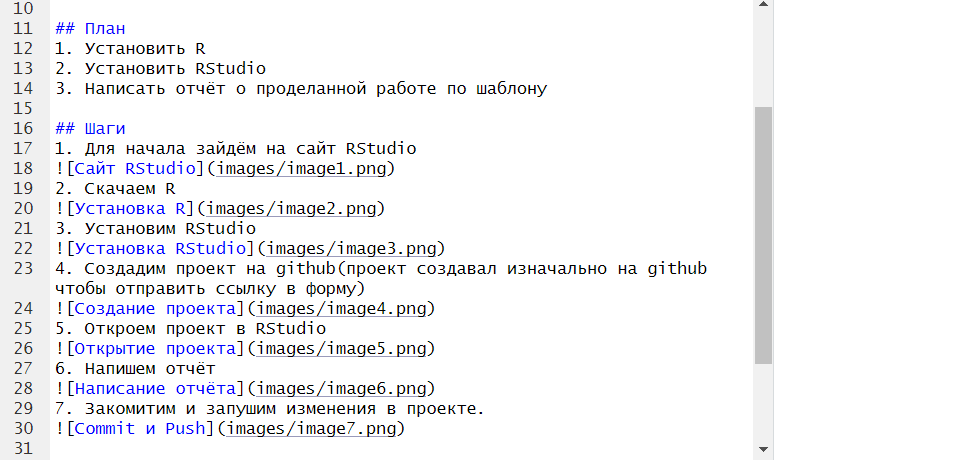 10
11 ## План
12 1. Установить R
13 2. Установить RStudio
14 3. Написать отчёт о проделанной работе по шаблону
15
16 ## Шаги
17 1. Для начала зайдём на сайт RStudio
18 ![Сайт RStudio](images/image1.png)
19 2. Скачаем R
20 ![Установка R](images/image2.png)
21 3. Установим RStudio
22 ![Установка RStudio](images/image3.png)
23 4. Создадим проект на github(проект создавал изначально на github
чтобы отправить ссылку в форму)
24 ![Создание проекта](images/image4.png)
25 5. Откроем проект в RStudio
26 ![Открытие проекта](images/image5.png)
27 6. Напишем отчёт
28 ![Написание отчёта](images/image6.png)
29 7. Закомитим и запушим изменения в проекте.
30 ![Commit и Push](images/image7.png)
31